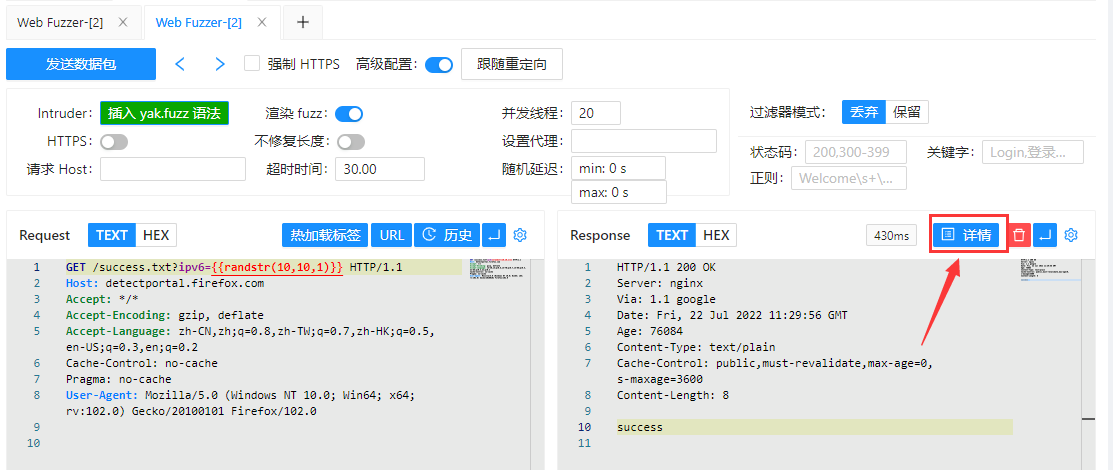 Web Fuzzer-[2] Web Fuzzer-[2]
发送数据包 强制 HTTPS 高级配置: 跟随重定向
Intruder: 插入 yak.fuzz 语法 渲染 fuzz: 并发线程: 20
HTTPS: 不修复长度: 设置代理:
请求 Host: 超时时间: 30.00 随机延迟: min: 0 s
max: 0 s
过滤器模式: 丢弃 保留
状态码: 200,300-399 关键字: Login,登录...
正则: Welcome\s+\...
Request TEXT HEX 热加载标签 URL 历史
1 GET /success.txt?ipv6={{randstr(10,10,1)}} HTTP/1.1
2 Host: detectportal.firefox.com
3 Accept: */*
4 Accept-Encoding: gzip, deflate
5 Accept-Language: zh-CN,zh;q=0.8,zh-TW;q=0.7,zh-HK;q=0.5,
en-US;q=0.3,en;q=0.2
6 Cache-Control: no-cache
7 Pragma: no-cache
8 User-Agent: Mozilla/5.0 (Windows NT 10.0; Win64; x64;
rv:102.0) Gecko/20100101 Firefox/102.0
9
10
Response TEXT HEX 430ms 详情
1 HTTP/1.1 200 OK
2 Server: nginx
3 Via: 1.1 google
4 Date: Fri, 22 Jul 2022 11:29:56 GMT
5 Age: 76084
6 Content-Type: text/plain
7 Cache-Control: public,must-revalidate,max-age=0,
s-maxage=3600
8 Content-Length: 8
9
10 success
11